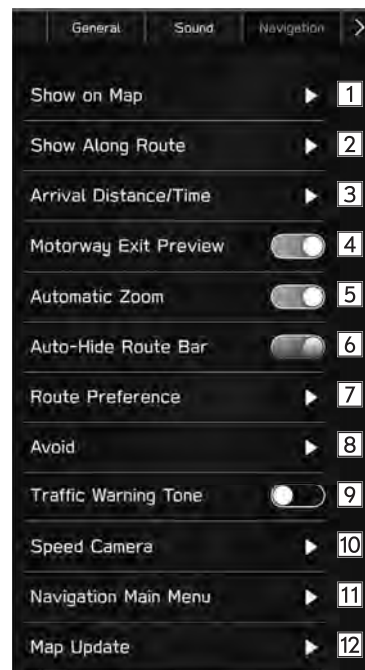 General Sound Navigation
Show on Map 1
Show Along Route 2
Arrival Distance/Time 3
Motorway Exit Preview 4
Automatic Zoom 5
Auto-Hide Route Bar 6
Route Preference 7
Avoid 8
Traffic Warning Tone 9
Speed Camera 10
Navigation Main Menu 11
Map Update 12